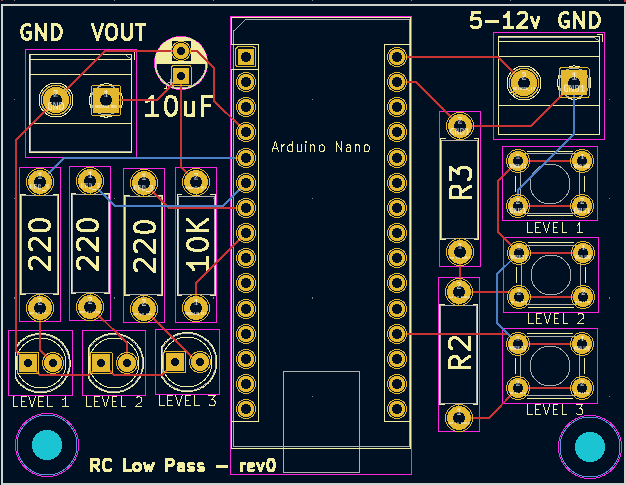 GND VOUT
5-12v GND
10uF
Arduino Nano
220
220
220
10K
R3
R2
LEVEL 1
LEVEL 2
LEVEL 3
LEVEL 1
LEVEL 2
LEVEL 3
RC Low Pass - rev0